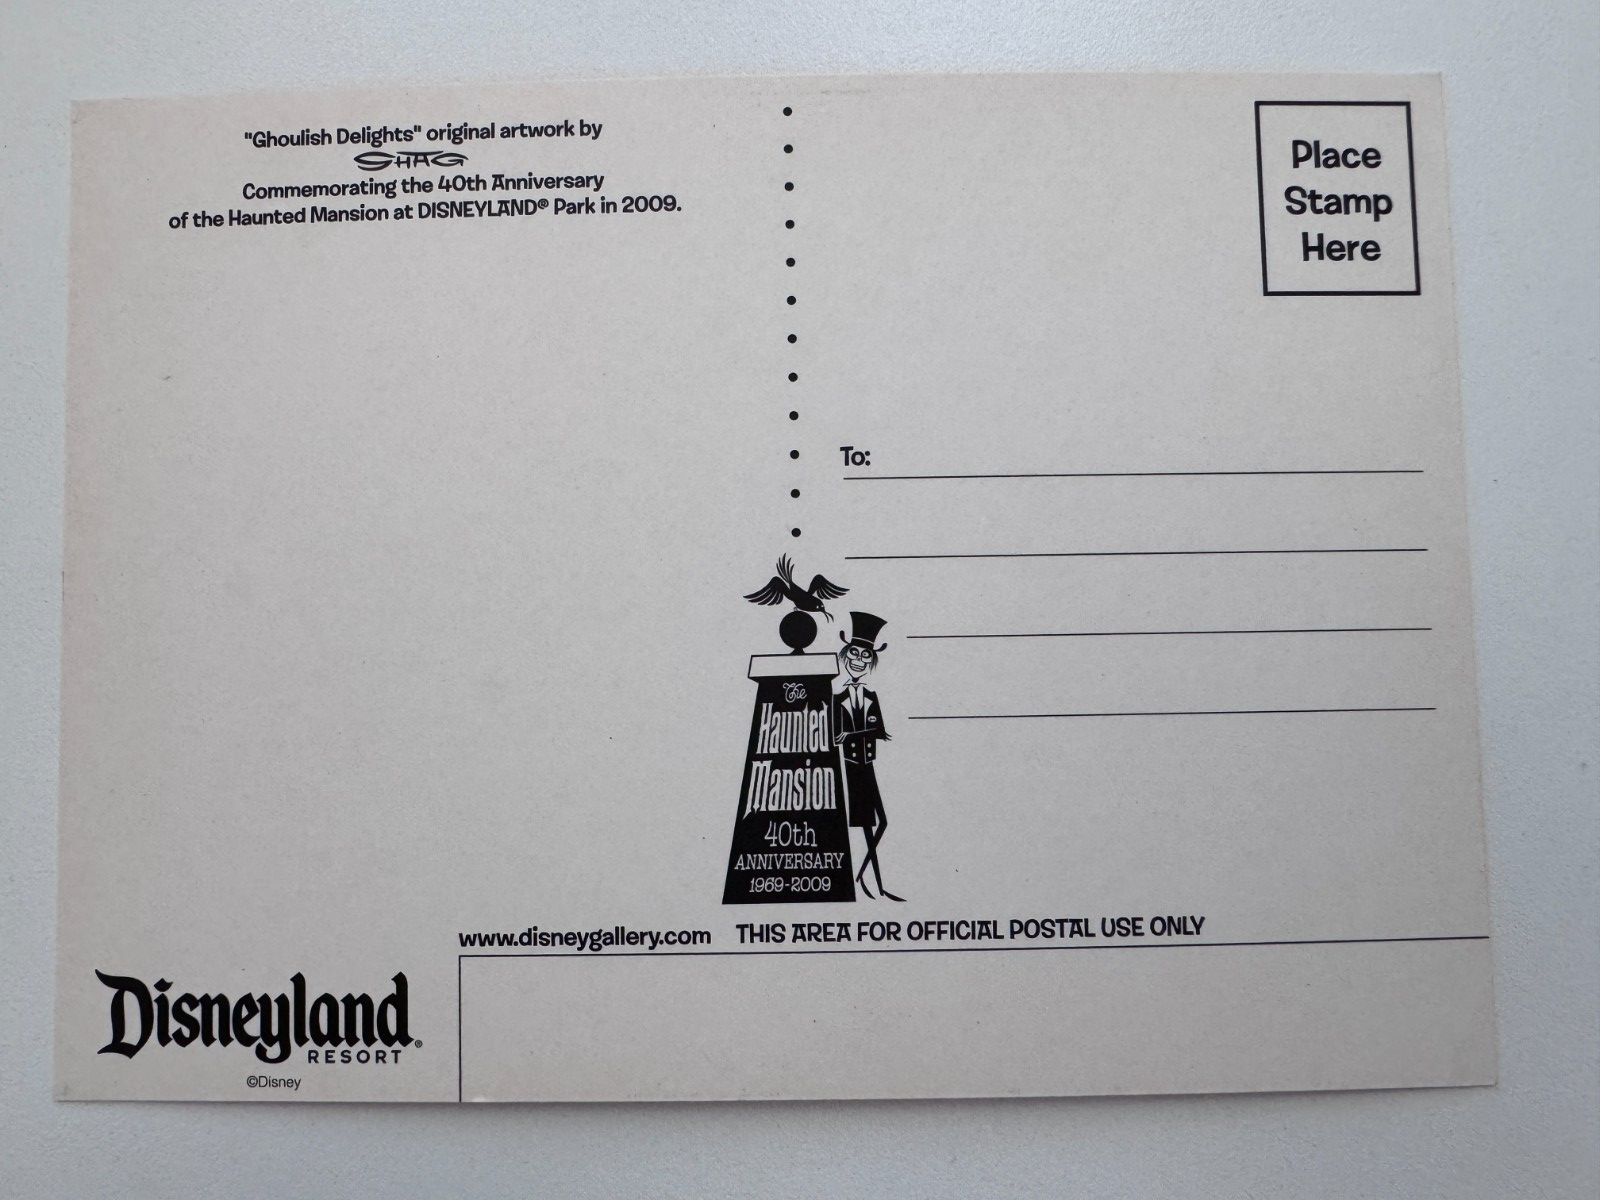 "Ghoulish Delights" original artwork by
SHAG
Commemorating the 40th Anniversary
of the Haunted Mansion at DISNEYLAND® Park in 2009.
Place
Stamp
Here
To:
The
Haunted
Mansion
40th
ANNIVERSARY
1969-2009
www.disneygallery.com THIS AREA FOR OFFICIAL POSTAL USE ONLY
Disneyland®
RESORT
©Disney